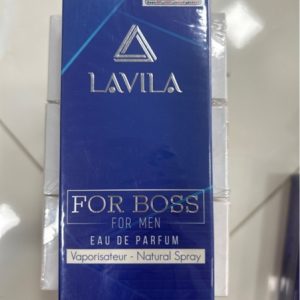 LAVILA
FOR BOSS
FOR MEN
EAU DE PARFUM
Vaporisateur - Natural Spray